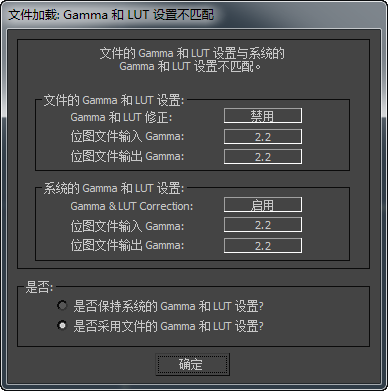 文件加载: Gamma 和 LUT 设置不匹配
文件的 Gamma 和 LUT 设置与系统的
Gamma 和 LUT 设置不匹配。
文件的 Gamma 和 LUT 设置:
Gamma 和 LUT 修正: 禁用
位图文件输入 Gamma: 2.2
位图文件输出 Gamma: 2.2
系统的 Gamma 和 LUT 设置:
Gamma & LUT Correction: 启用
位图文件输入 Gamma: 2.2
位图文件输出 Gamma: 2.2
是否:
是否保持系统的 Gamma 和 LUT 设置?
是否采用文件的 Gamma 和 LUT 设置?
确定